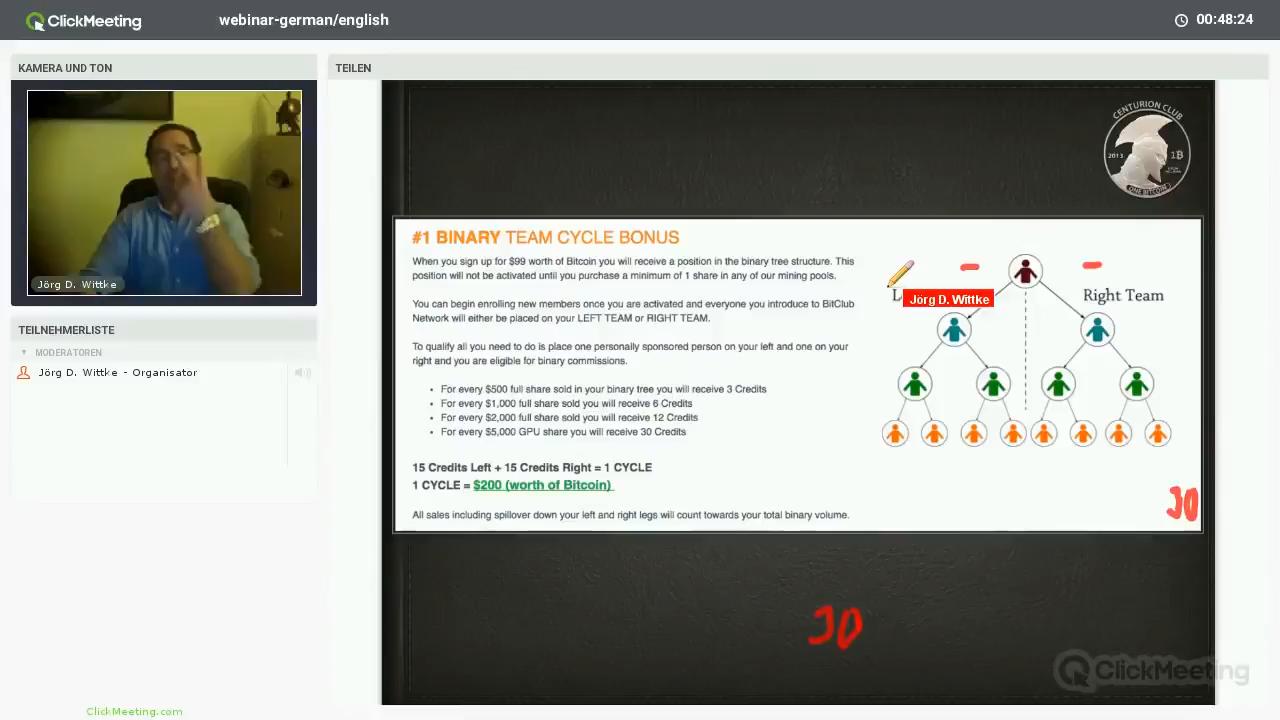 ClickMeeting
webinar-german/english
00:48:24
KAMERA UND TON
Jörg D. Wittke
TEILNEHMERLISTE
MODERATOREN
Jörg D. Wittke - Organisator
TEILEN
CENTURION CLUB
2013
ONE BITCOIN
#1 BINARY TEAM CYCLE BONUS
When you sign up for $99 worth of Bitcoin you will receive a position in the binary tree structure. This
position will not be activated until you purchase a minimum of 1 share in any of our mining pools.
You can begin enrolling new members once you are activated and everyone you introduce to BitClub
Network will either be placed on your LEFT TEAM or RIGHT TEAM.
To qualify all you need to do is place one personally sponsored person on your left and one on your
right and you are eligible for binary commissions.
• For every $500 full share sold in your binary tree you will receive 3 Credits
• For every $1,000 full share sold you will receive 6 Credits
• For every $2,000 full share sold you will receive 12 Credits
• For every $5,000 GPU share you will receive 30 Credits
15 Credits Left + 15 Credits Right = 1 CYCLE
1 CYCLE = $200 (worth of Bitcoin)
All sales including spillover down your left and right legs will count towards your total binary volume.
Jörg D. Wittke
Right Team
30
30
ClickMeeting
ClickMeeting.com